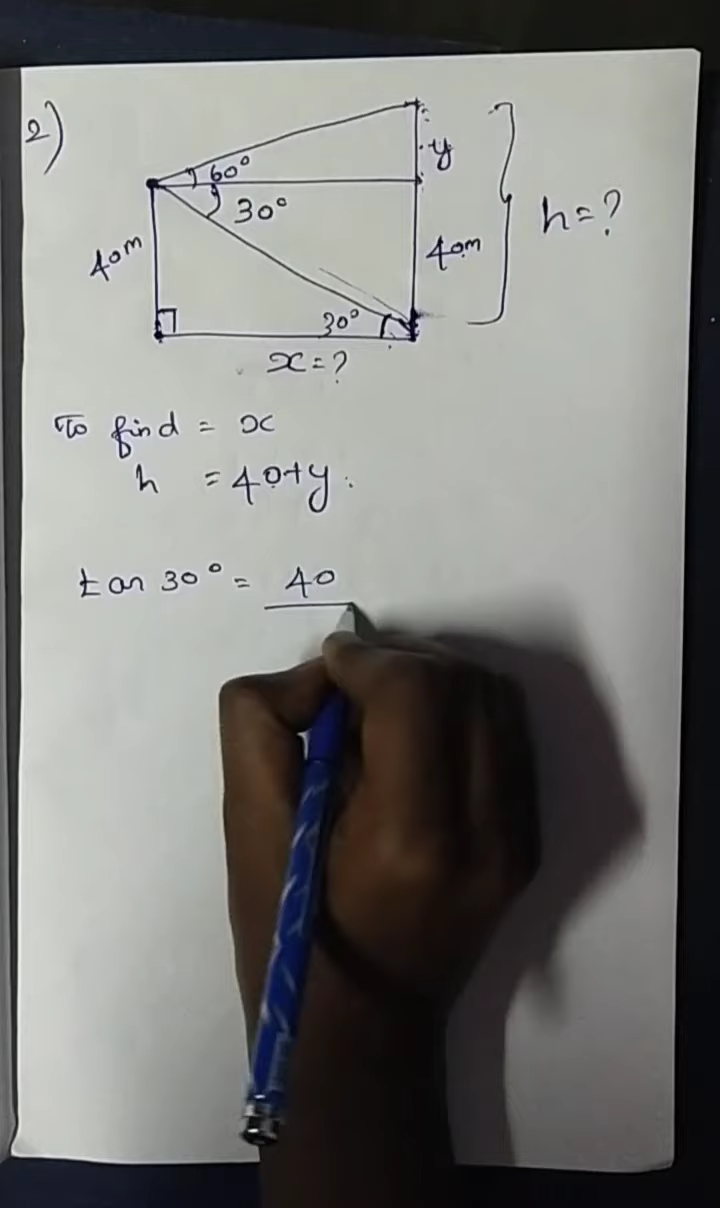 2)
y
60°
30°
h=?
40m
40m
30°
x=?
To find = x
h = 40+y.
tan 30° = 40